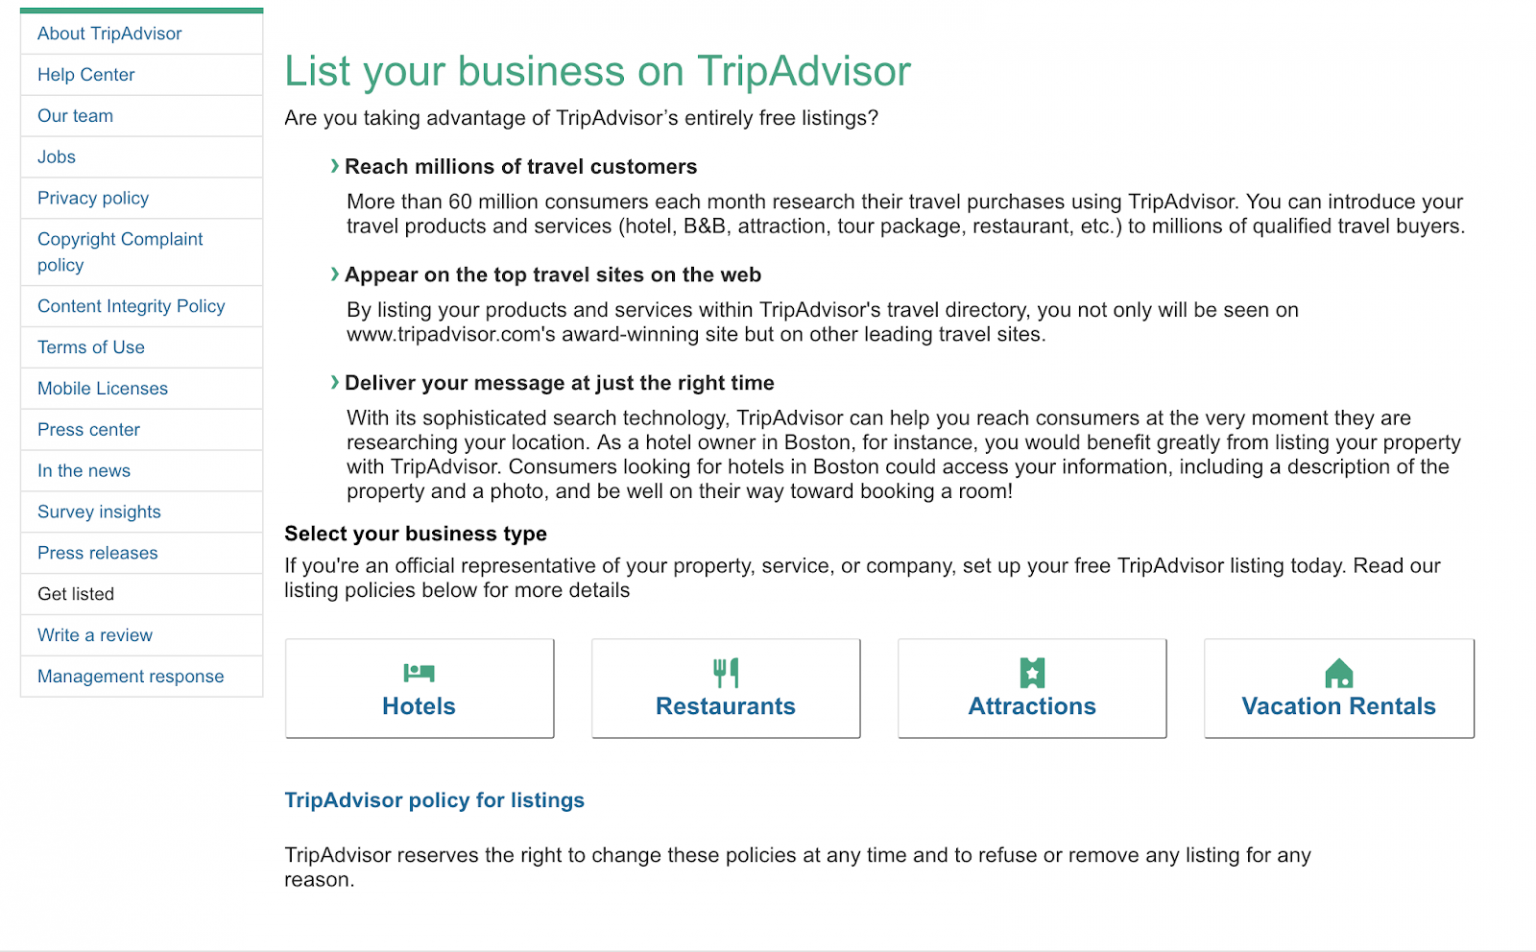 About TripAdvisor
Help Center
Our team
Jobs
Privacy policy
Copyright Complaint
policy
Content Integrity Policy
Terms of Use
Mobile Licenses
Press center
In the news
Survey insights
Press releases
Get listed
Write a review
Management response
List your business on TripAdvisor
Are you taking advantage of TripAdvisor’s entirely free listings?
Reach millions of travel customers
More than 60 million consumers each month research their travel purchases using TripAdvisor. You can introduce your
travel products and services (hotel, B&B, attraction, tour package, restaurant, etc.) to millions of qualified travel buyers.
Appear on the top travel sites on the web
By listing your products and services within TripAdvisor's travel directory, you not only will be seen on
www.tripadvisor.com's award-winning site but on other leading travel sites.
Deliver your message at just the right time
With its sophisticated search technology, TripAdvisor can help you reach consumers at the very moment they are
researching your location. As a hotel owner in Boston, for instance, you would benefit greatly from listing your property
with TripAdvisor. Consumers looking for hotels in Boston could access your information, including a description of the
property and a photo, and be well on their way toward booking a room!
Select your business type
If you're an official representative of your property, service, or company, set up your free TripAdvisor listing today. Read our
listing policies below for more details
Hotels
Restaurants
Attractions
Vacation Rentals
TripAdvisor policy for listings
TripAdvisor reserves the right to change these policies at any time and to refuse or remove any listing for any
reason.